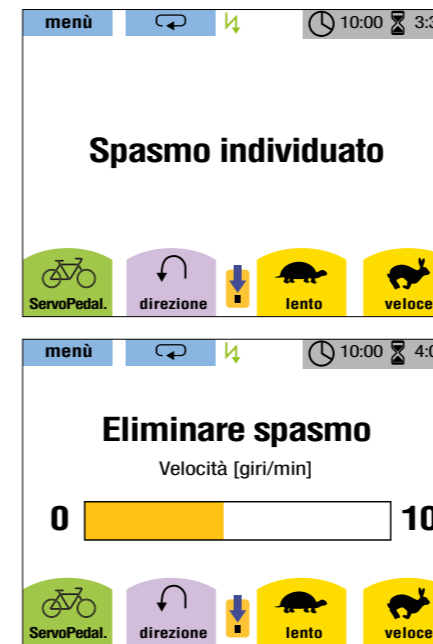 menù 10:00
Spasmo individuato
ServoPedal. direzione lento veloce
menù 10:00
Eliminare spasmo
Velocità [giri/min]
0 10
ServoPedal. direzione lento veloce